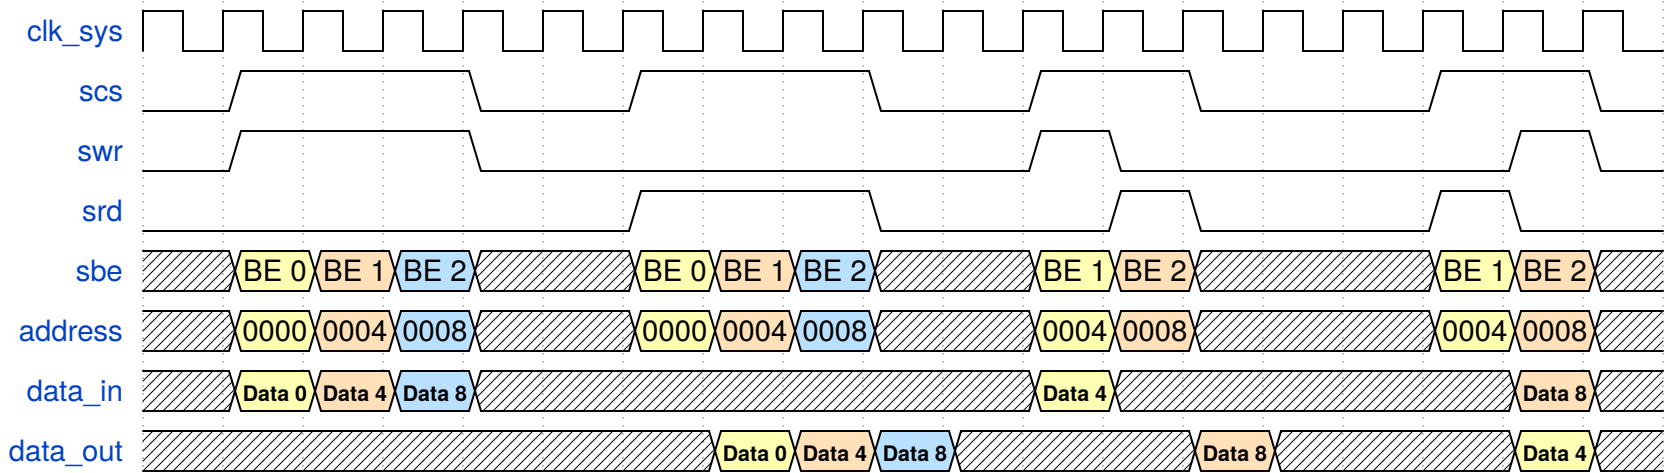 clk_sys
scs
swr
srd
sbe BE 0 BE 1 BE 2 BE 0 BE 1 BE 2 BE 1 BE 2 BE 1 BE 2
address 0000 0004 0008 0000 0004 0008 0004 0008 0004 0008
data_in Data 0 Data 4 Data 8 Data 4 Data 8
data_out Data 0 Data 4 Data 8 Data 8 Data 4